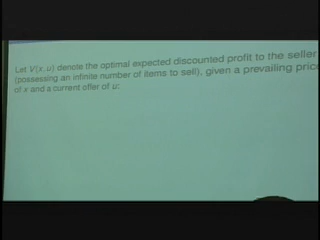 Let V(x, u) denote the optimal expected discounted profit to the seller
(possessing an infinite number of items to sell), given a prevailing price
of x and a current offer of u: